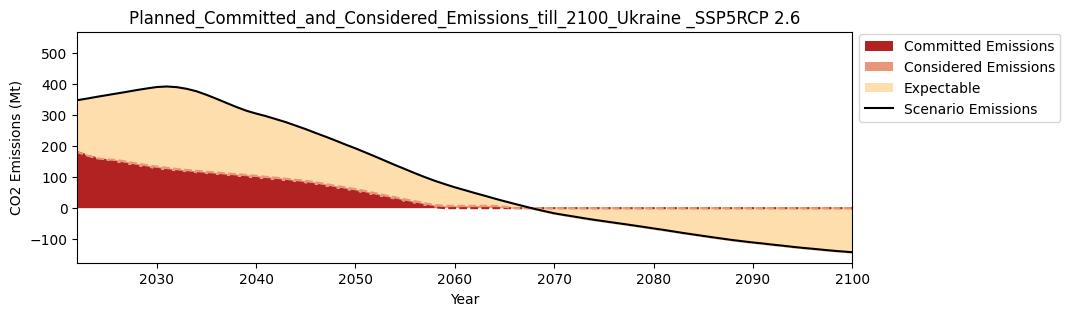 Planned_Committed_and_Considered_Emissions_till_2100_Ukraine _SSP5RCP 2.6
CO2 Emissions (Mt)
500
400
300
200
100
0
−100
2030
2040
2050
2060
2070
2080
2090
2100
Year
Committed Emissions
Considered Emissions
Expectable
Scenario Emissions